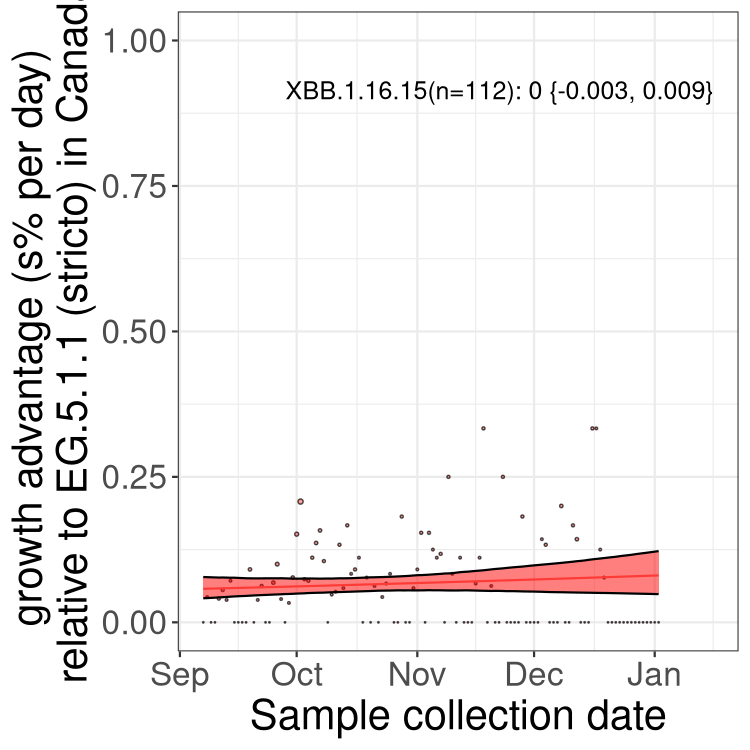 growth advantage (s% per day)
relative to EG.5.1.1 (stricto) in Canada
1.00
0.75
0.50
0.25
0.00
XBB.1.16.15(n=112): 0 {-0.003, 0.009}
Sep Oct Nov Dec Jan
Sample collection date